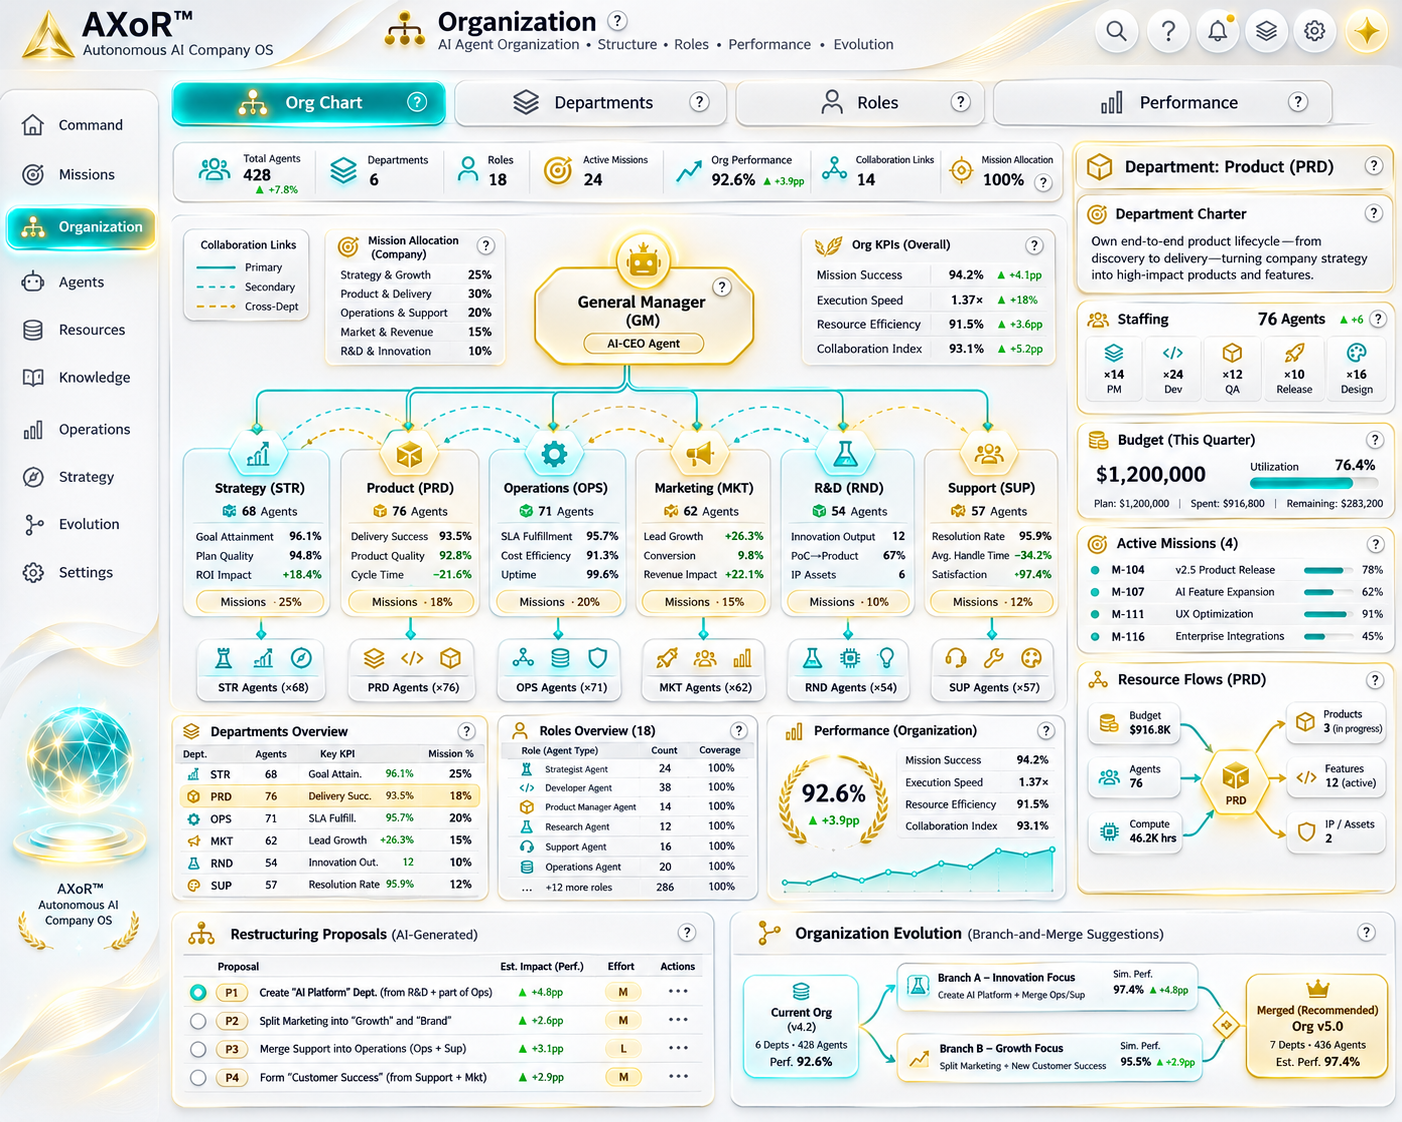 AXoR™
Autonomous AI Company OS
Organization ?
AI Agent Organization • Structure • Roles • Performance • Evolution
?
Org Chart ?
Departments ?
Roles ?
Performance ?
Command
Missions
Organization
Agents
Resources
Knowledge
Operations
Strategy
Evolution
Settings
AXoR™
Autonomous AI
Company OS
Total Agents
428
▲ +7.8%
Departments
6
Roles
18
Active Missions
24
Org Performance
92.6% ▲ +3.9pp
Collaboration Links
14
Mission Allocation
100% ?
Collaboration Links
Primary
Secondary
Cross-Dept
Mission Allocation
(Company)
?
Strategy & Growth 25%
Product & Delivery 30%
Operations & Support 20%
Market & Revenue 15%
R&D & Innovation 10%
?
General Manager
(GM)
AI-CEO Agent
Org KPIs (Overall) ?
Mission Success 94.2% ▲ +4.1pp
Execution Speed 1.37× ▲ +18%
Resource Efficiency 91.5% ▲ +3.6pp
Collaboration Index 93.1% ▲ +5.2pp
Strategy (STR)
68 Agents
Goal Attainment 96.1%
Plan Quality 94.8%
ROI Impact +18.4%
Missions · 25%
STR Agents (×68)
Product (PRD)
76 Agents
Delivery Success 93.5%
Product Quality 92.8%
Cycle Time −21.6%
Missions · 18%
PRD Agents (×76)
Operations (OPS)
71 Agents
SLA Fulfillment 95.7%
Cost Efficiency 91.3%
Uptime 99.6%
Missions · 20%
OPS Agents (×71)
Marketing (MKT)
62 Agents
Lead Growth +26.3%
Conversion 9.8%
Revenue Impact +22.1%
Missions · 15%
MKT Agents (×62)
R&D (RND)
54 Agents
Innovation Output 12
PoC→Product 67%
IP Assets 6
Missions · 10%
RND Agents (×54)
Support (SUP)
57 Agents
Resolution Rate 95.9%
Avg. Handle Time −34.2%
Satisfaction +97.4%
Missions · 12%
SUP Agents (×57)
Departments Overview ?
Dept. Agents Key KPI Mission %
STR 68 Goal Attain. 96.1% 25%
PRD 76 Delivery Succ. 93.5% 18%
OPS 71 SLA Fulfill. 95.7% 20%
MKT 62 Lead Growth +26.3% 15%
RND 54 Innovation Out. 12 10%
SUP 57 Resolution Rate 95.9% 12%
Roles Overview (18) ?
Role (Agent Type) Count Coverage
Strategist Agent 24 100%
Developer Agent 38 100%
Product Manager Agent 14 100%
Research Agent 12 100%
Support Agent 16 100%
Operations Agent 20 100%
... +12 more roles 286 100%
Performance (Organization) ?
92.6%
▲ +3.9pp
Mission Success 94.2%
Execution Speed 1.37×
Resource Efficiency 91.5%
Collaboration Index 93.1%
Department: Product (PRD) ?
Department Charter ?
Own end-to-end product lifecycle—from
discovery to delivery—turning company strategy
into high-impact products and features.
Staffing 76 Agents ▲ +6 ?
×14
PM
×24
Dev
×12
QA
×10
Release
×16
Design
Budget (This Quarter) ?
$1,200,000
Utilization 76.4%
Plan: $1,200,000 | Spent: $916,800 | Remaining: $283,200
Active Missions (4) ?
M-104 v2.5 Product Release 78%
M-107 AI Feature Expansion 62%
M-111 UX Optimization 91%
M-116 Enterprise Integrations 45%
Resource Flows (PRD) ?
Budget
$916.8K
Agents
76
Compute
46.2K hrs
PRD
Products
3 (in progress)
Features
12 (active)
IP / Assets
2
Restructuring Proposals (AI-Generated) ?
Proposal Est. Impact (Perf.) Effort Actions
P1 Create "AI Platform" Dept. (from R&D + part of Ops) ▲ +4.8pp M •••
P2 Split Marketing into "Growth" and "Brand" ▲ +2.6pp M •••
P3 Merge Support into Operations (Ops + Sup) ▲ +3.1pp L •••
P4 Form "Customer Success" (from Support + Mkt) ▲ +2.9pp M •••
Organization Evolution (Branch-and-Merge Suggestions) ?
Current Org
(v4.2)
6 Depts • 428 Agents
Perf. 92.6%
Branch A – Innovation Focus
Create AI Platform + Merge Ops/Sup
Sim. Perf.
97.4% ▲ +4.8pp
Branch B – Growth Focus
Split Marketing + New Customer Success
Sim. Perf.
95.5% ▲ +2.9pp
Merged (Recommended)
Org v5.0
7 Depts • 436 Agents
Est. Perf. 97.4%